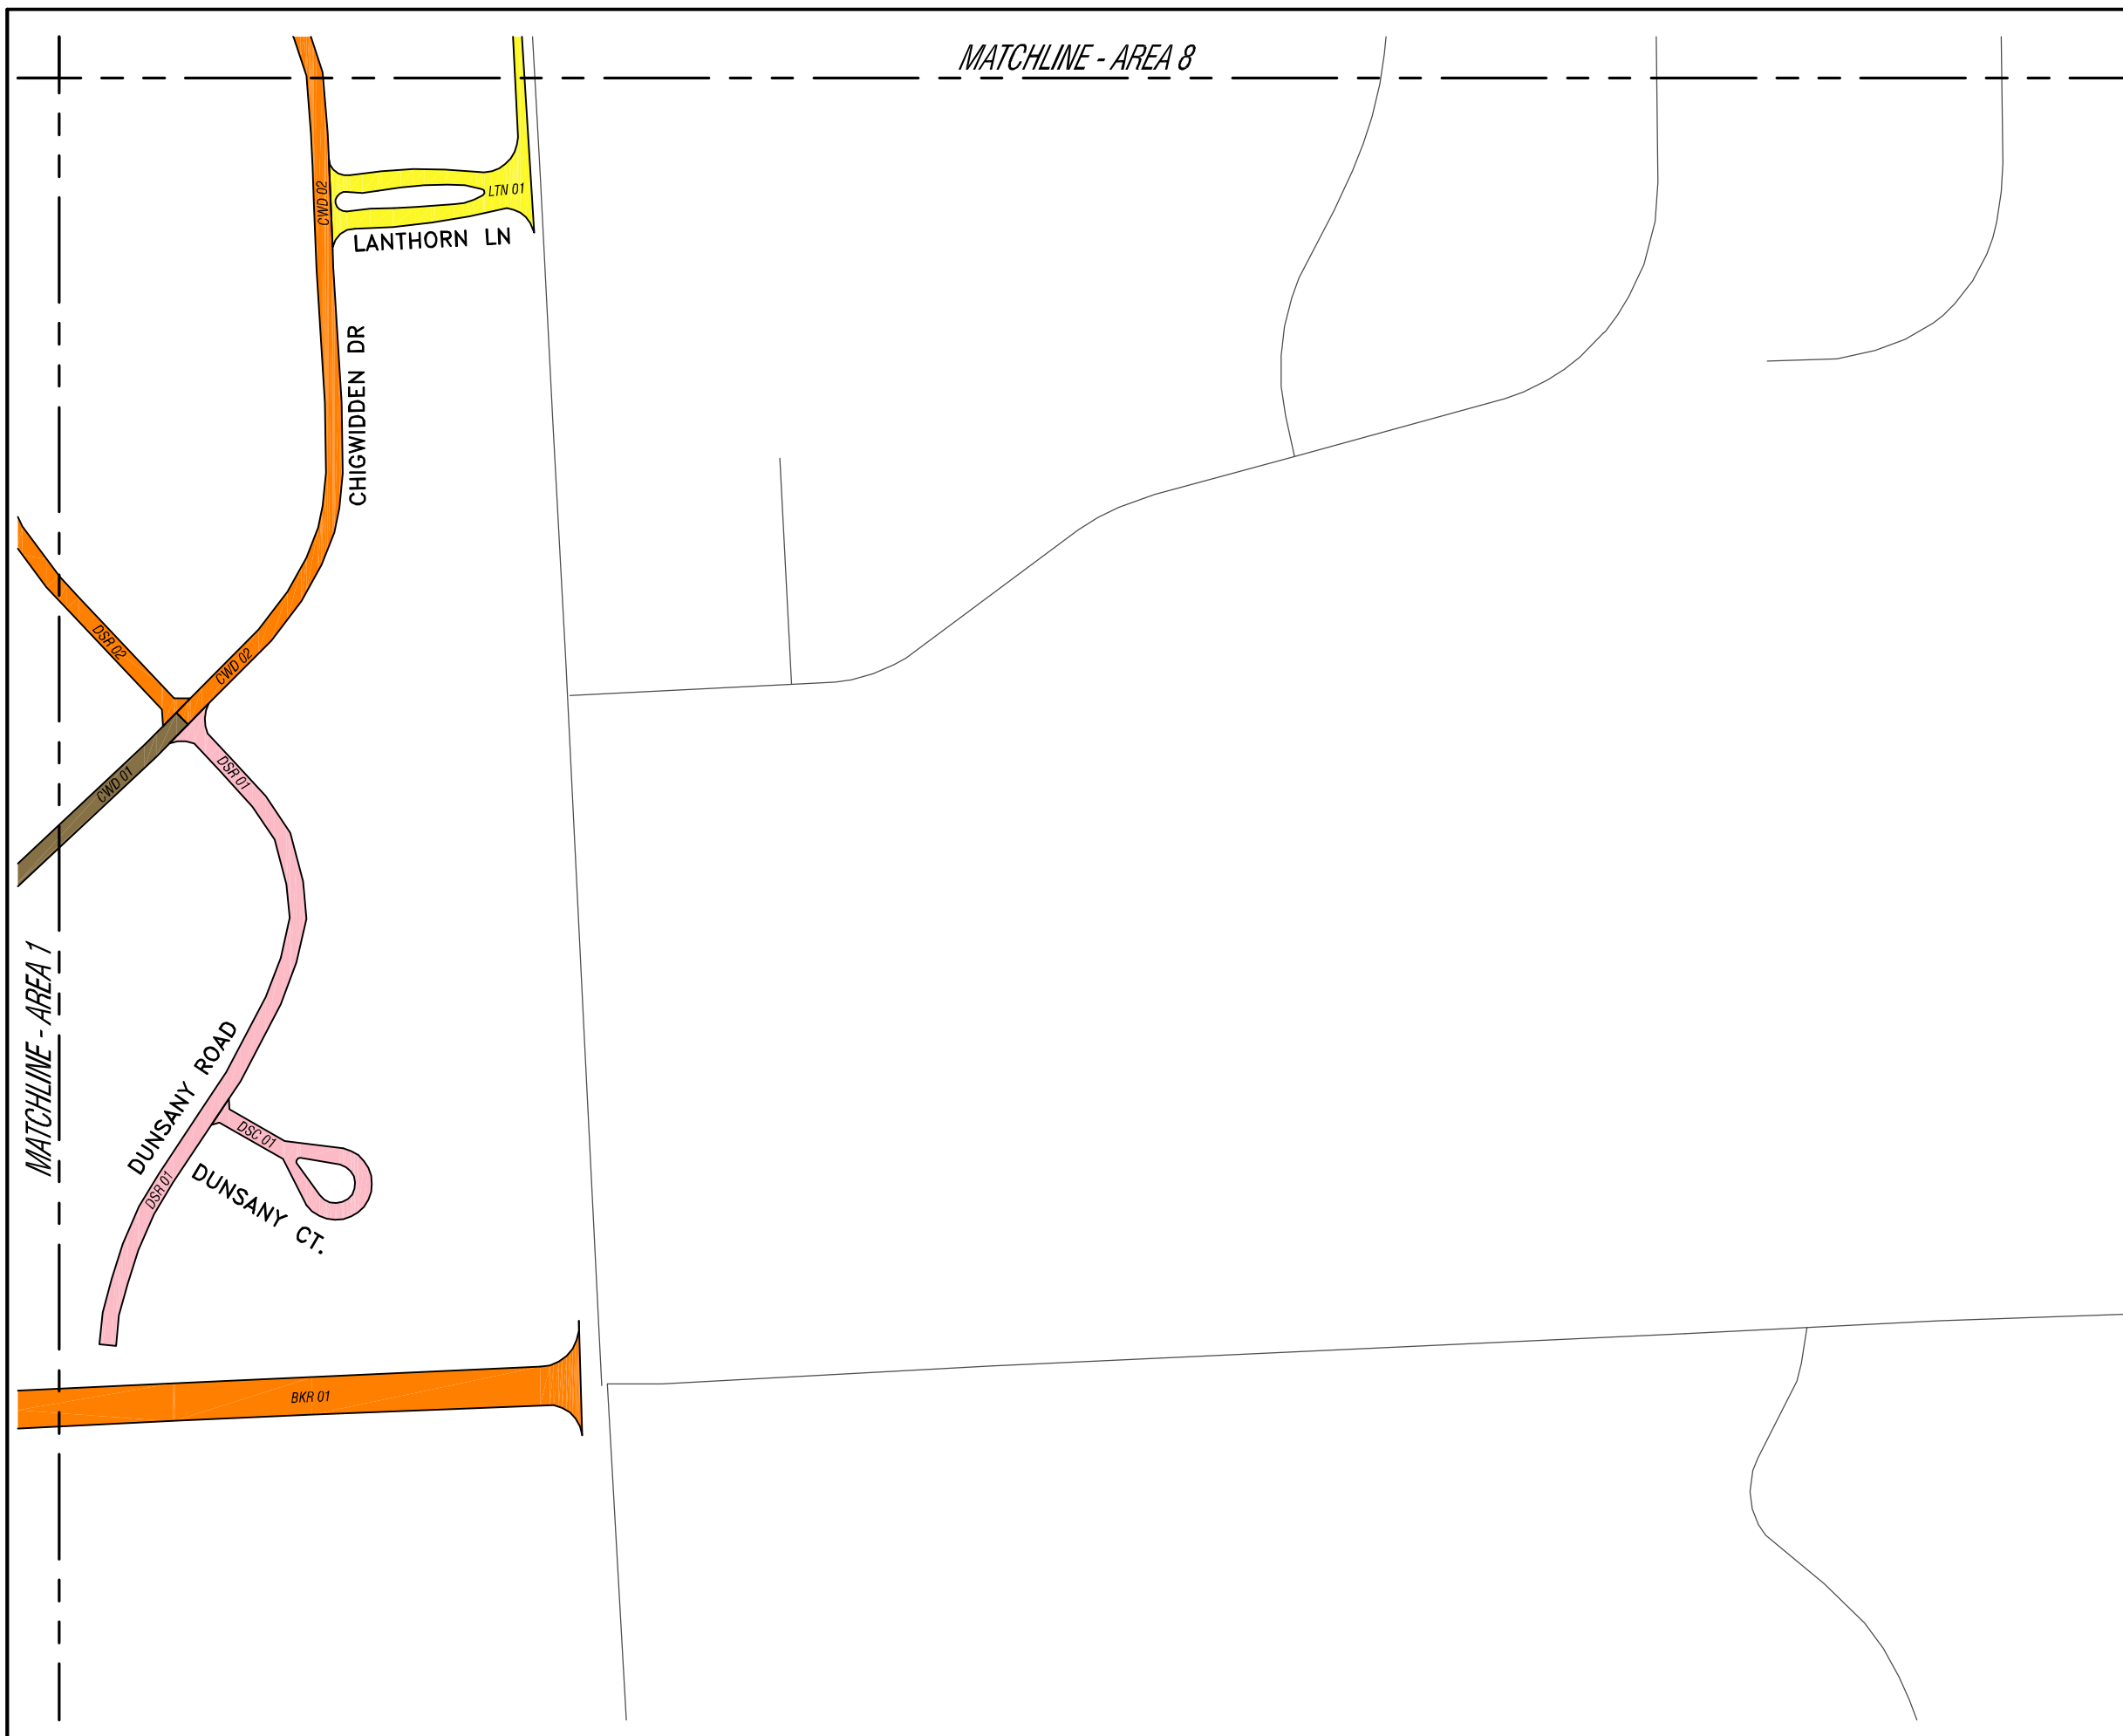 MATCHLINE - AREA 8
CWD 02
LTN 01
LANTHORN LN
CHIGWIDDEN DR
DSR 02
CWD 02
CWD 01
DSR 01
MATCHLINE - AREA 1
DUNSANY ROAD
DSC 01
DSR 01
DUNSANY CT.
BKR 01